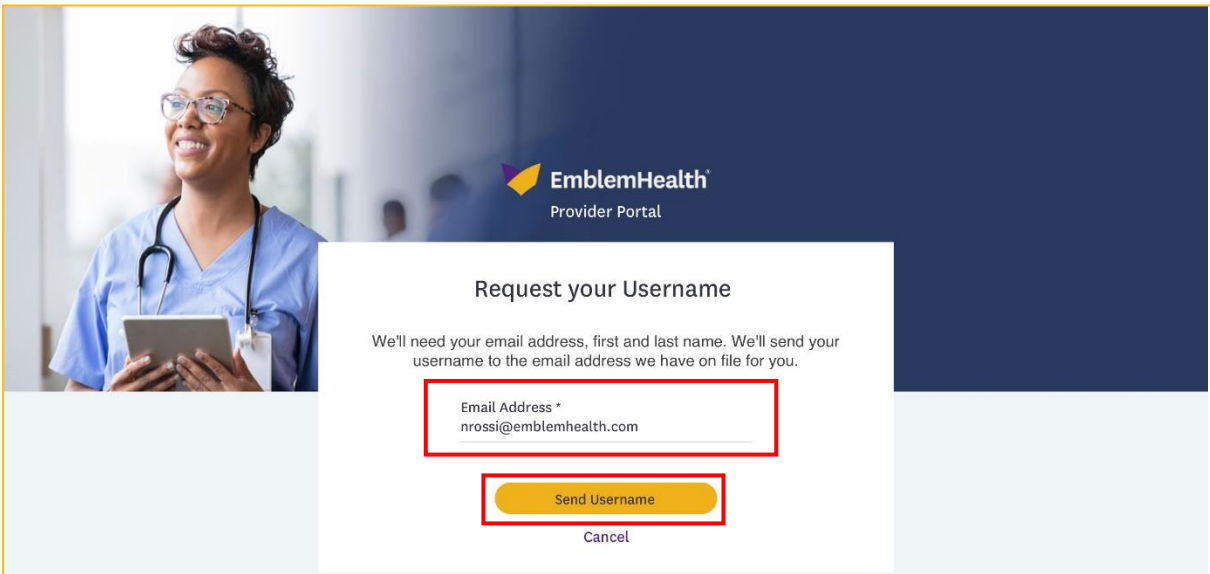 EmblemHealth®
Provider Portal
Request your Username
We'll need your email address, first and last name. We'll send your
username to the email address we have on file for you.
Email Address *
nrossi@emblemhealth.com
Send Username
Cancel